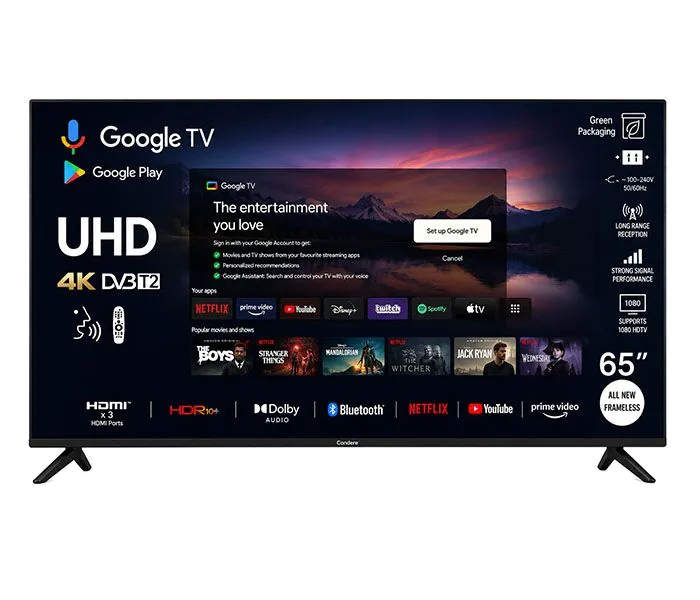 Google TV
Google Play
UHD
4K DVB T2
HDMI™
x 3
HDMI Ports
HDR10+
Dolby
AUDIO
Bluetooth®
NETFLIX
YouTube
prime video
Green
Packaging
~100-240V
50/60Hz
LONG RANGE
RECEPTION
STRONG SIGNAL
PERFORMANCE
1080
SUPPORTS
1080 HDTV
65”
ALL NEW
FRAMELESS
Google TV
The entertainment
you love
Sign in with your Google Account to get:
Movies and TV shows from your favourite streaming apps
Personalized recommendations
Google Assistant: Search and control your TV with your voice
Set up Google TV
Cancel
Your apps
NETFLIX
prime video
YouTube
Disney+
twitch
Spotify
tv
Popular movies and shows
THE BOYS
NETFLIX
STRANGER
THINGS
THE
MANDALORIAN
NETFLIX
THE
WITCHER
JACK RYAN
NETFLIX
WEDNESDAY
Condere